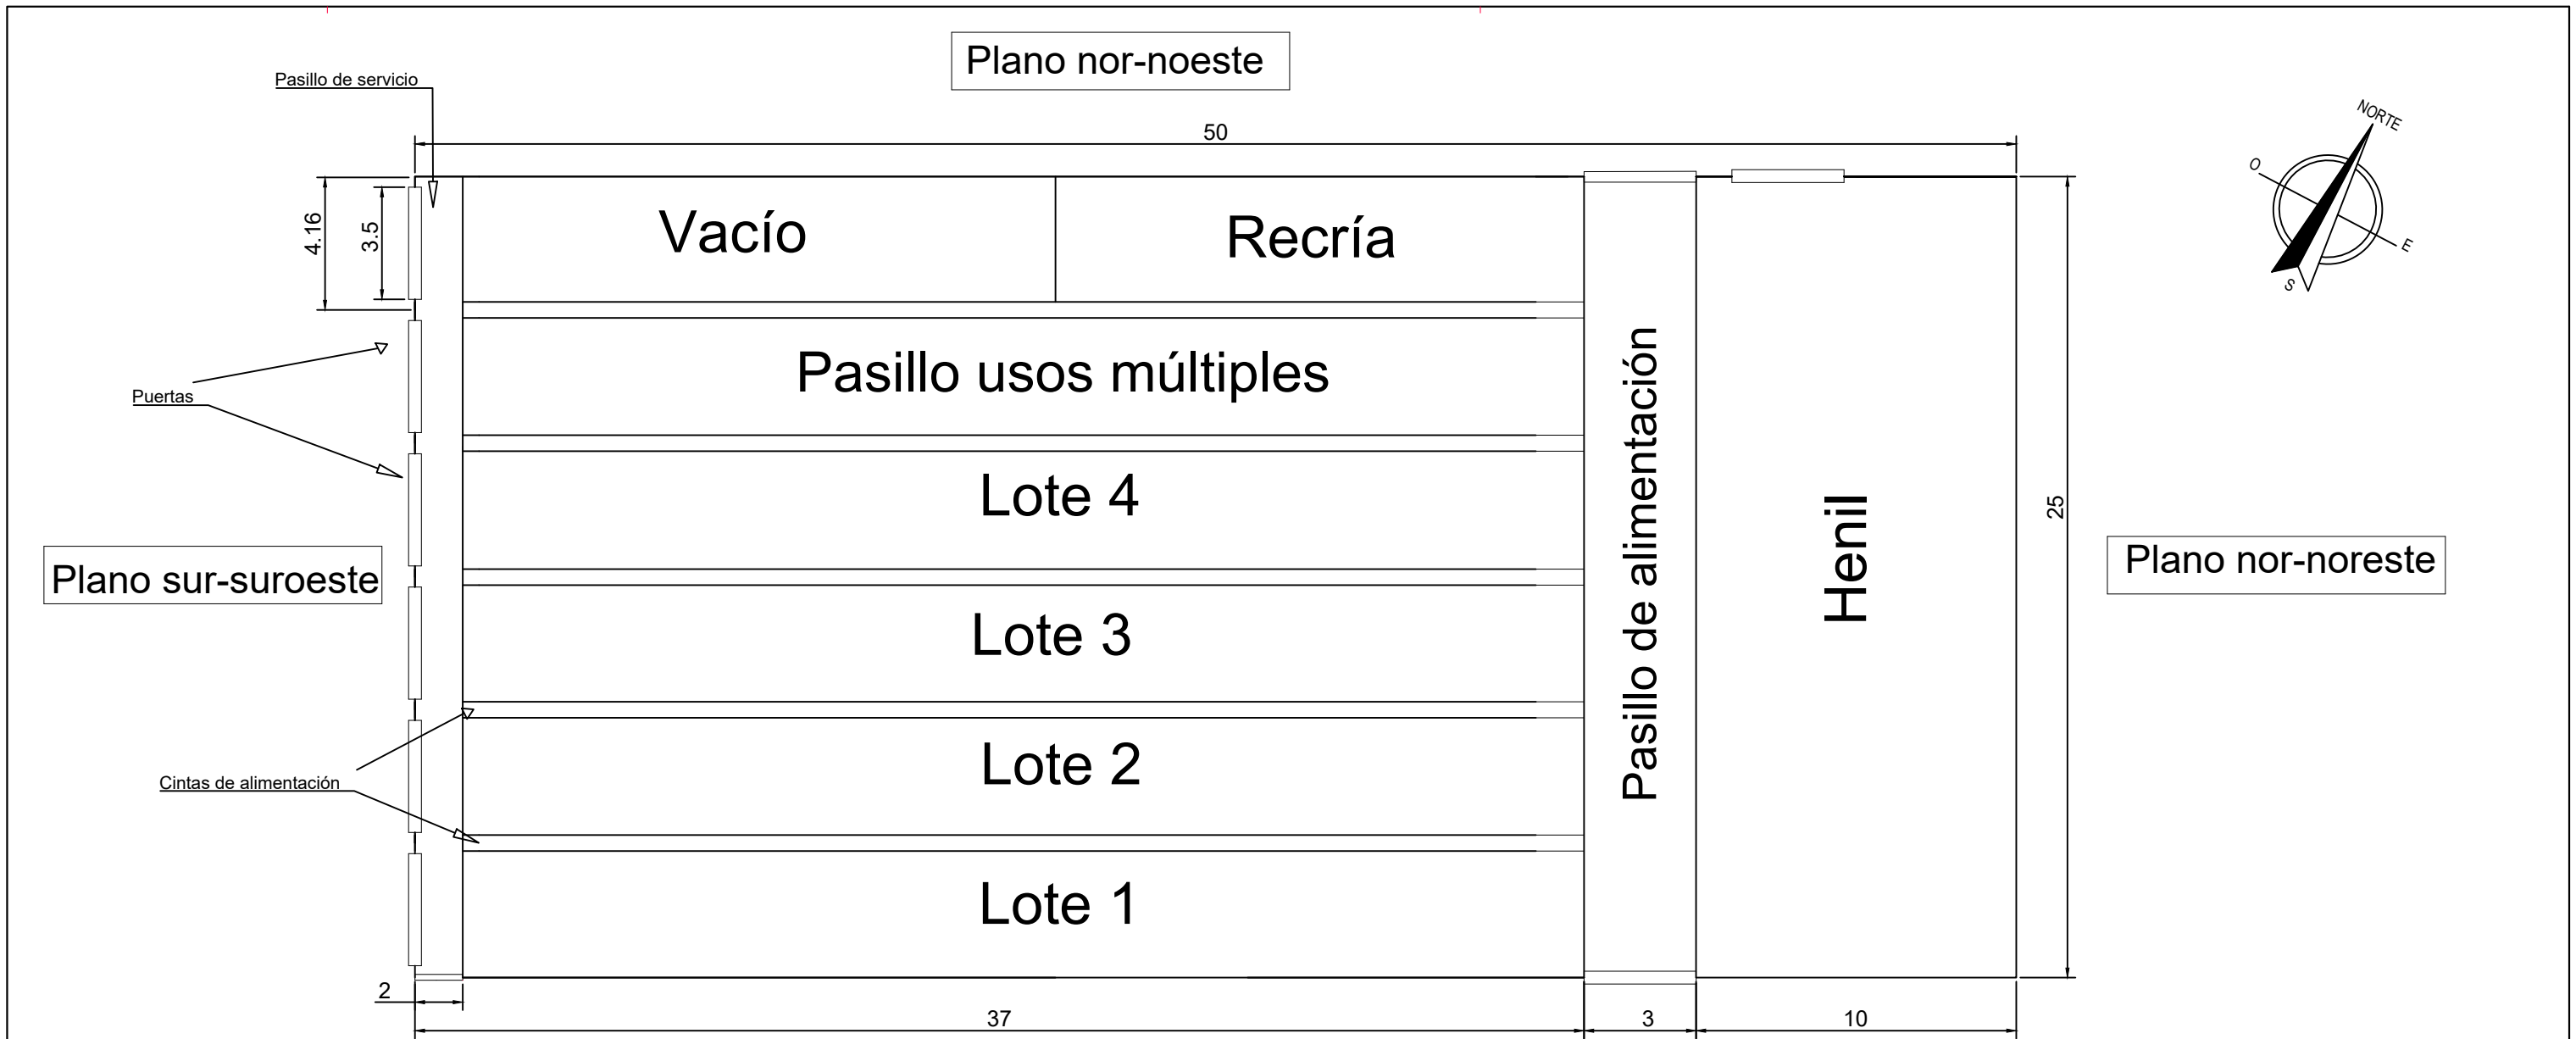 Plano nor-noeste
Pasillo de servicio
50
NORTE
O
E
S
4.16
3.5
Vacío
Recría
Puertas
Pasillo usos múltiples
Pasillo de alimentación
Henil
25
Lote 4
Plano sur-suroeste
Plano nor-noreste
Lote 3
Lote 2
Cintas de alimentación
Lote 1
2
37
3
10